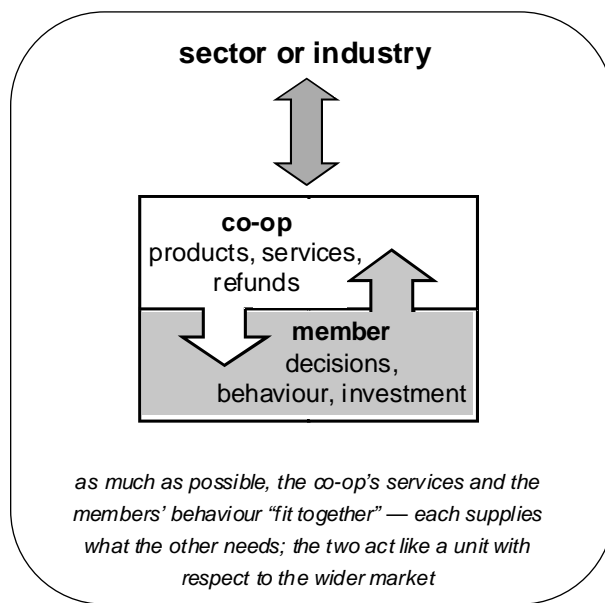 sector or industry
co-op
products, services,
refunds
member
decisions,
behaviour, investment
as much as possible, the co-op's services and the
members' behaviour “fit together” — each supplies
what the other needs; the two act like a unit with
respect to the wider market